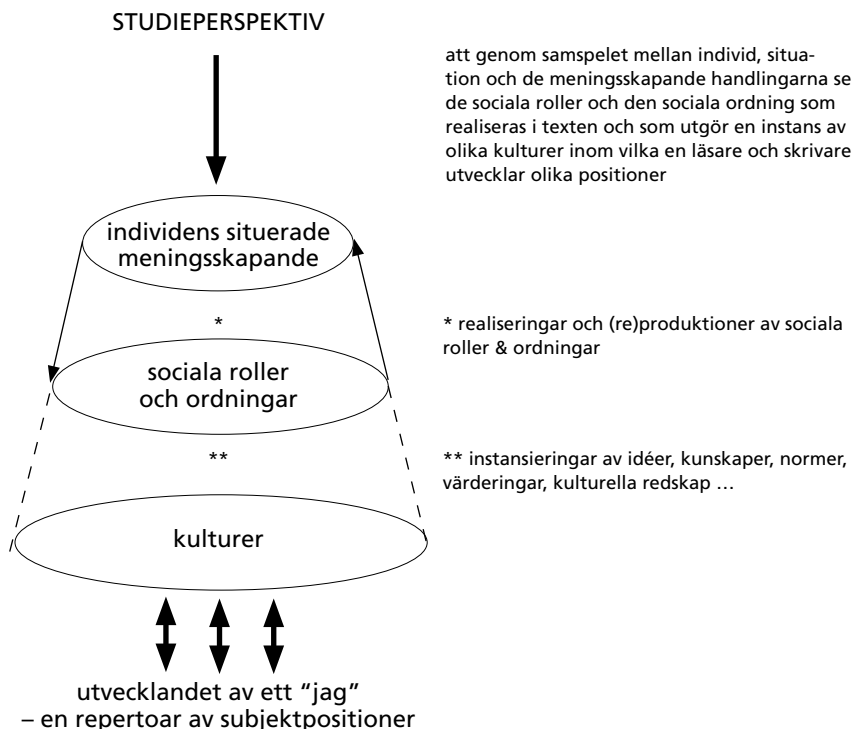 STUDIEPERSPEKTIV
att genom samspelet mellan individ, situa-
tion och de meningsskapande handlingarna se
de sociala roller och den sociala ordning som
realiseras i texten och som utgör en instans av
olika kulturer inom vilka en läsare och skrivare
utvecklar olika positioner
individens situerade
meningsskapande
*
* realiseringar och (re)produktioner av sociala
roller & ordningar
sociala roller
och ordningar
**
** instansieringar av idéer, kunskaper, normer,
värderingar, kulturella redskap …
kulturer
utvecklandet av ett ”jag”
– en repertoar av subjektpositioner